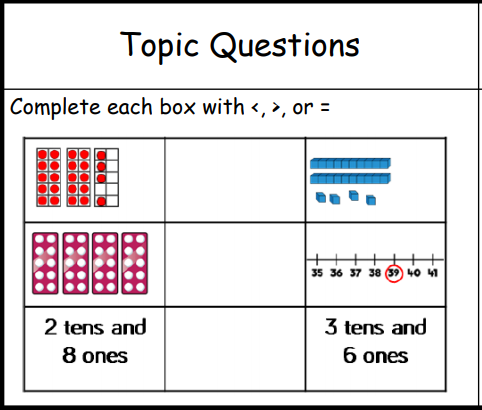 Topic Questions
Complete each box with <, >, or =
35 36 37 38 39 40 41
2 tens and
8 ones
3 tens and
6 ones